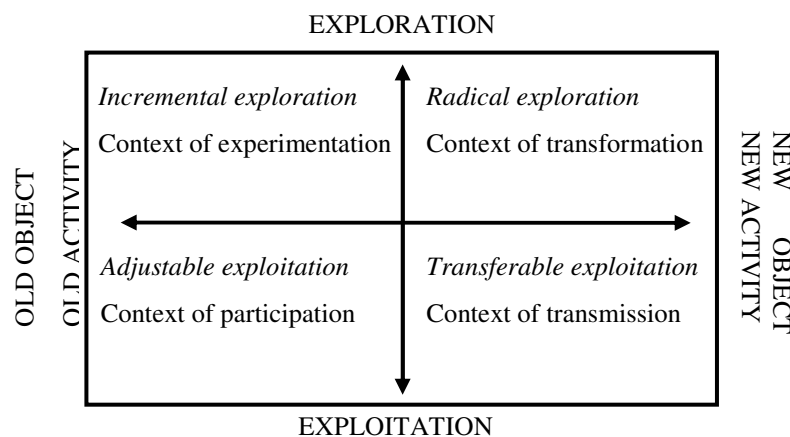 EXPLORATION
Incremental exploration
Context of experimentation
Radical exploration
Context of transformation
OLD OBJECT
OLD ACTIVITY
NEW OBJECT
NEW ACTIVITY
Adjustable exploitation
Context of participation
Transferable exploitation
Context of transmission
EXPLOITATION